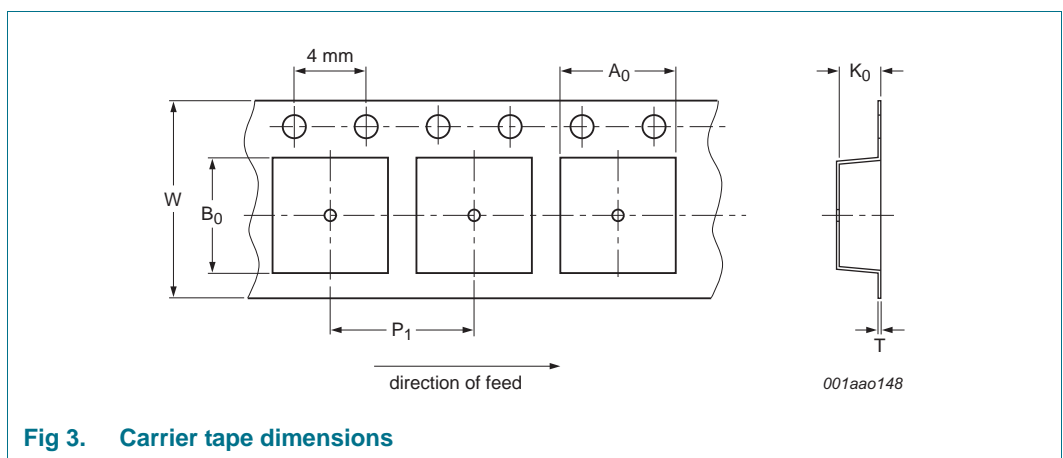 4 mm
A0
K0
W
B0
P1
T
direction of feed
001aao148
Fig 3. Carrier tape dimensions